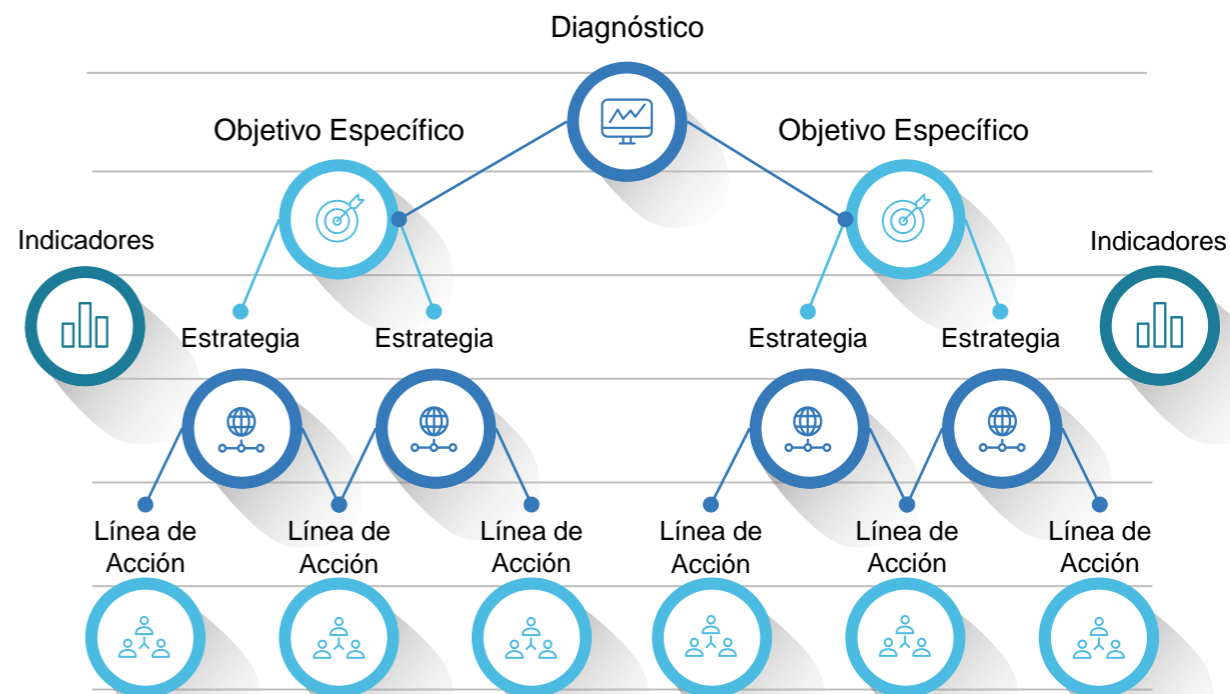 Diagnóstico
Objetivo Específico
Objetivo Específico
Indicadores
Indicadores
Estrategia
Estrategia
Estrategia
Estrategia
Línea de
Acción
Línea de
Acción
Línea de
Acción
Línea de
Acción
Línea de
Acción
Línea de
Acción